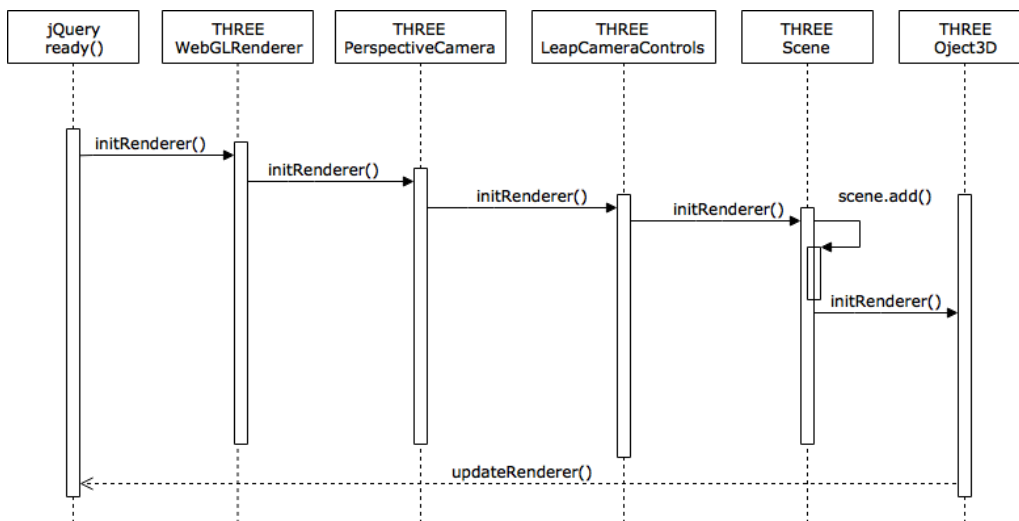 jQuery
ready()
THREE
WebGLRenderer
THREE
PerspectiveCamera
THREE
LeapCameraControls
THREE
Scene
THREE
Oject3D
initRenderer()
initRenderer()
initRenderer()
initRenderer()
scene.add()
initRenderer()
updateRenderer()